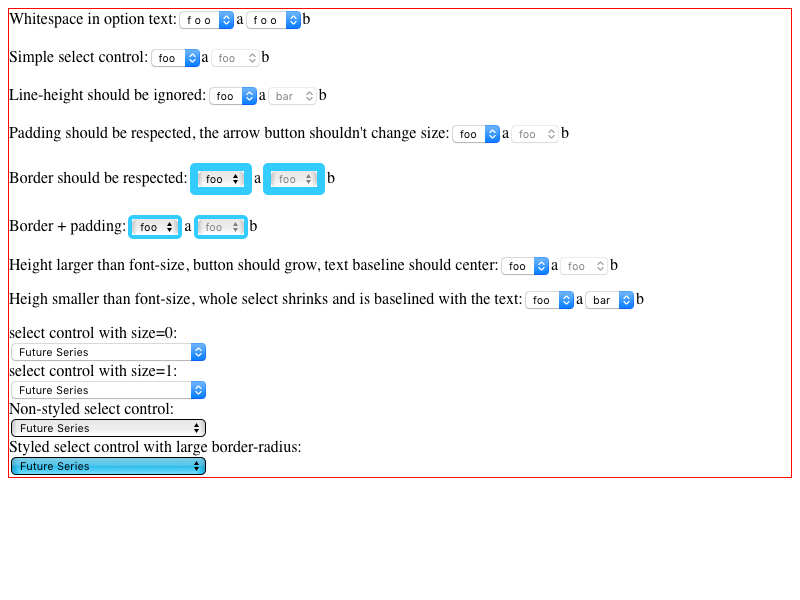 Whitespace in option text: f o o a f o o b
Simple select control: foo a foo b
Line-height should be ignored: foo a bar b
Padding should be respected, the arrow button shouldn't change size: foo a foo b
Border should be respected: foo a foo b
Border + padding: foo a foo b
Height larger than font-size, button should grow, text baseline should center: foo a foo b
Heigh smaller than font-size, whole select shrinks and is baselined with the text: foo a bar b
select control with size=0:
Future Series
select control with size=1:
Future Series
Non-styled select control:
Future Series
Styled select control with large border-radius:
Future Series